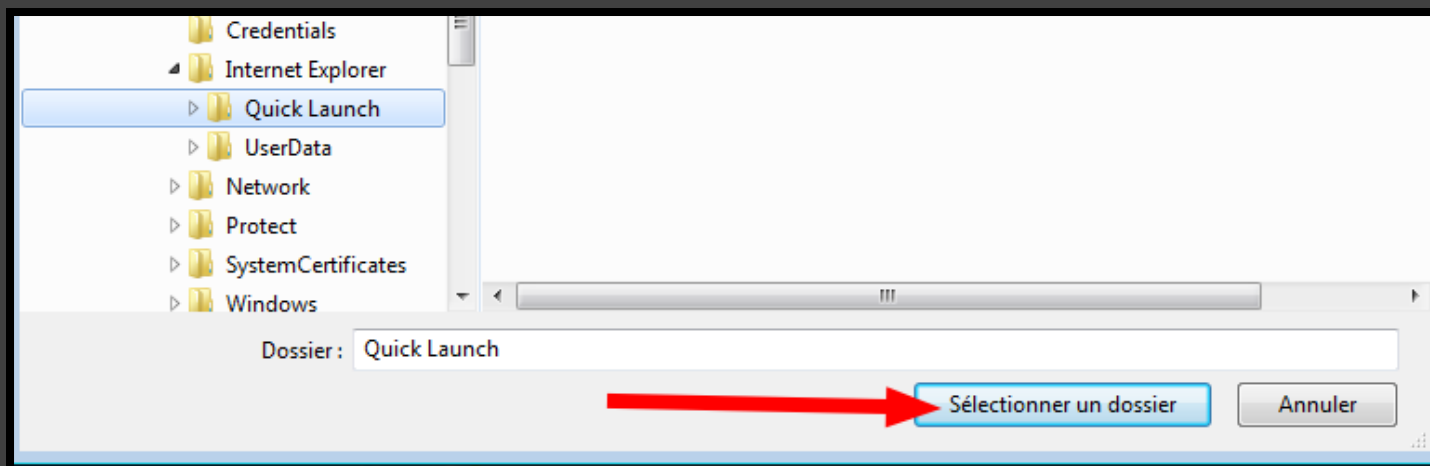 Credentials
Internet Explorer
Quick Launch
UserData
Network
Protect
SystemCertificates
Windows
Dossier : Quick Launch
Sélectionner un dossier Annuler